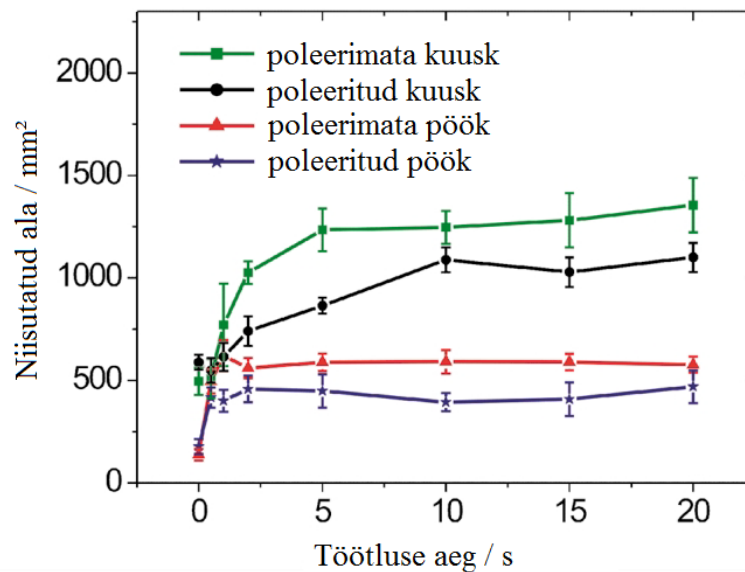 2000
1500
1000
500
0
poleerimata kuusk
poleeritud kuusk
poleerimata pöök
poleeritud pöök
Niisutatud ala / mm²
0 5 10 15 20
Töötluse aeg / s